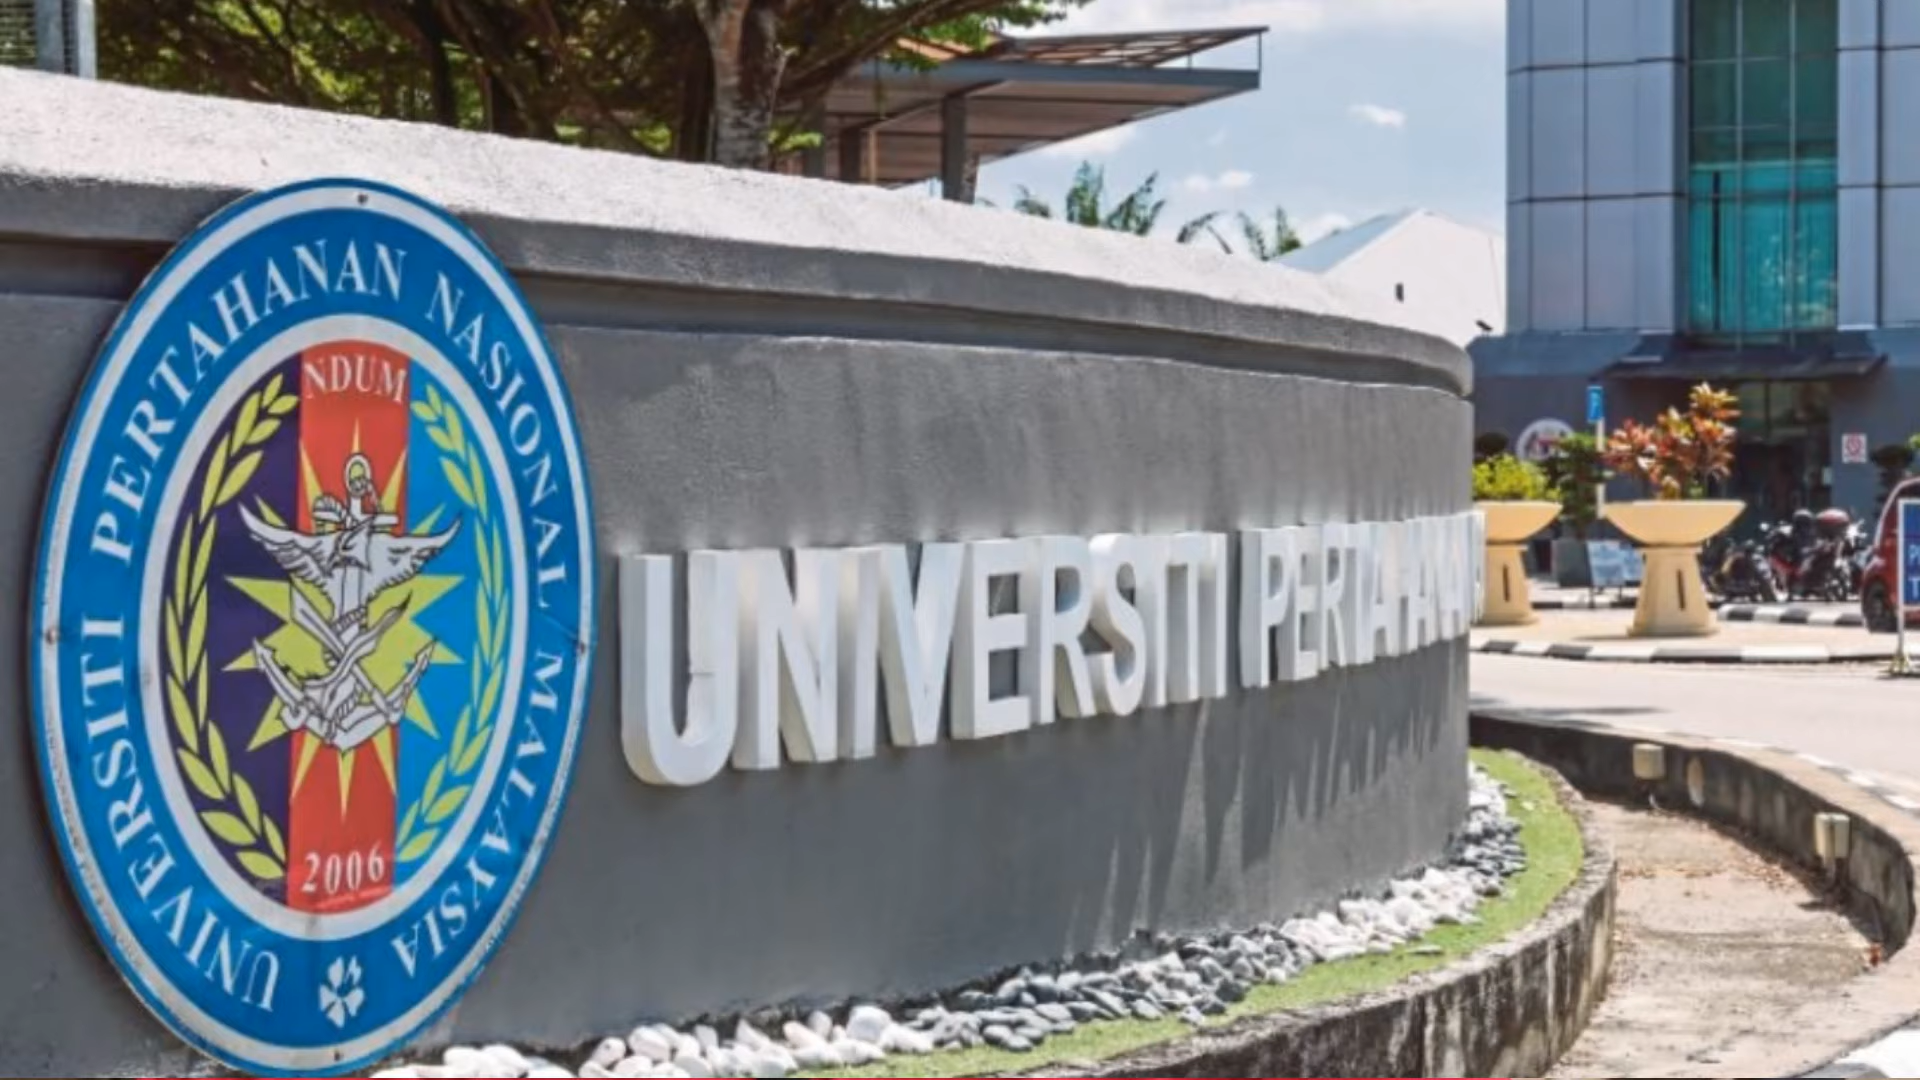 UNIVERSITI PERTAHANAN NASIONAL MALAYSIA
NDUM
2006
UNIVERSITI PERTAHANAN